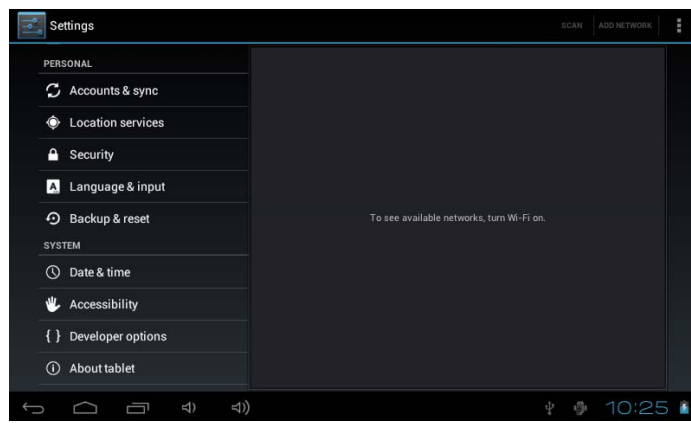 Settings
SCAN
ADD NETWORK
PERSONAL
Accounts & sync
Location services
Security
Language & input
Backup & reset
SYSTEM
Date & time
Accessibility
{ } Developer options
About tablet
To see available networks, turn Wi-Fi on.
10:25